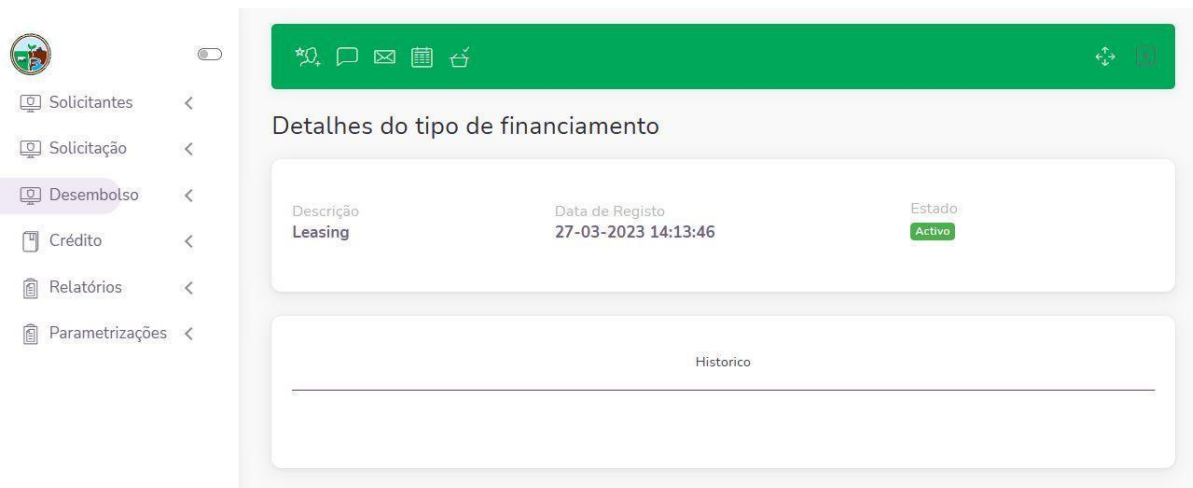 Solicitantes
Solicitação
Desembolso
Crédito
Relatórios
Parametrizações
Detalhes do tipo de financiamento
Descrição
Leasing
Data de Registo
27-03-2023 14:13:46
Estado
Activo
Historico